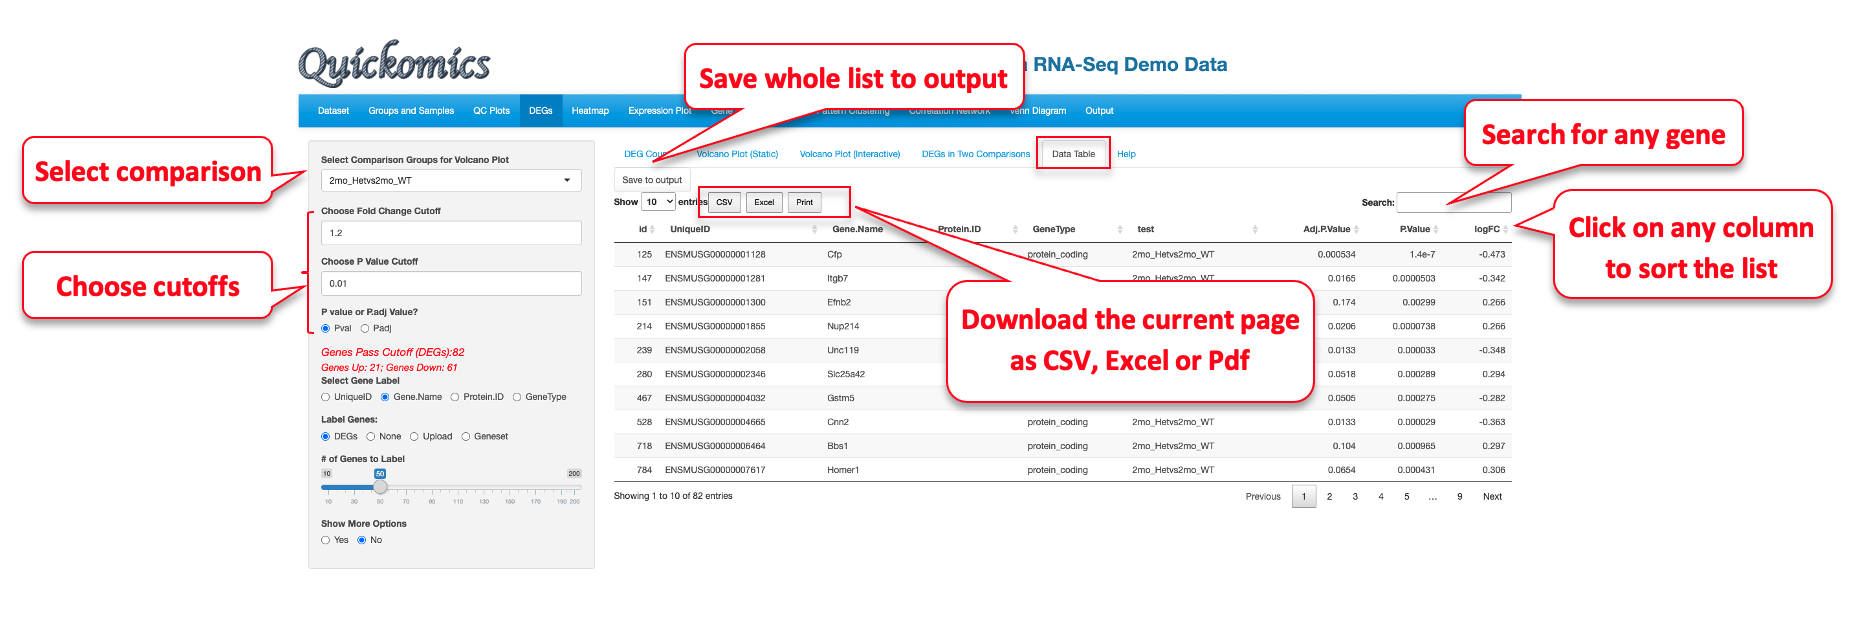 Quickomics
Save whole list to output
RNA-Seq Demo Data
Dataset Groups and Samples QC Plots DEGs Heatmap Expression Plot Gene Pattern Clustering Correlation Network Venn Diagram Output
Search for any gene
Select comparison
Select Comparison Groups for Volcano Plot
2mo_Hetvs2mo_WT
Choose Fold Change Cutoff
1.2
Choose P Value Cutoff
0.01
Choose cutoffs
P value or P.adj Value?
Pval Padj
Genes Pass Cutoff (DEGs):82
Genes Up: 21; Genes Down: 61
Select Gene Label
UniqueID Gene.Name Protein.ID GeneType
Label Genes:
DEGs None Upload Geneset
# of Genes to Label
10 50 200
10 30 50 70 90 110 130 150 170 190 200
Show More Options
Yes No
DEG Coun Volcano Plot (Static) Volcano Plot (Interactive) DEGs in Two Comparisons Data Table Help
Save to output
Show 10 entries CSV Excel Print
Search:
Click on any column
to sort the list
id UniqueID Gene.Name Protein.ID GeneType test Adj.P.Value P.Value logFC
125 ENSMUSG00000001128 Cfp protein_coding 2mo_Hetvs2mo_WT 0.000534 1.4e-7 -0.473
147 ENSMUSG00000001281 Itgb7 2mo_Hetvs2mo_WT 0.0165 0.0000503 -0.342
151 ENSMUSG00000001300 Efnb2 0.174 0.00299 0.266
214 ENSMUSG00000001855 Nup214 0.0206 0.0000738 0.266
239 ENSMUSG00000002058 Unc119 0.0133 0.000033 -0.348
280 ENSMUSG00000002346 Slc25a42 0.0518 0.000289 0.294
467 ENSMUSG00000004032 Gstm5 0.0505 0.000275 -0.282
528 ENSMUSG00000004665 Cnn2 protein_coding 2mo_Hetvs2mo_WT 0.0133 0.000029 -0.363
718 ENSMUSG00000006464 Bbs1 protein_coding 2mo_Hetvs2mo_WT 0.104 0.000965 0.297
784 ENSMUSG00000007617 Homer1 protein_coding 2mo_Hetvs2mo_WT 0.0654 0.000431 0.306
Download the current page
as CSV, Excel or Pdf
Showing 1 to 10 of 82 entries
Previous 1 2 3 4 5 ... 9 Next